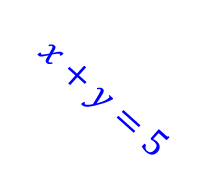 x + y = 5